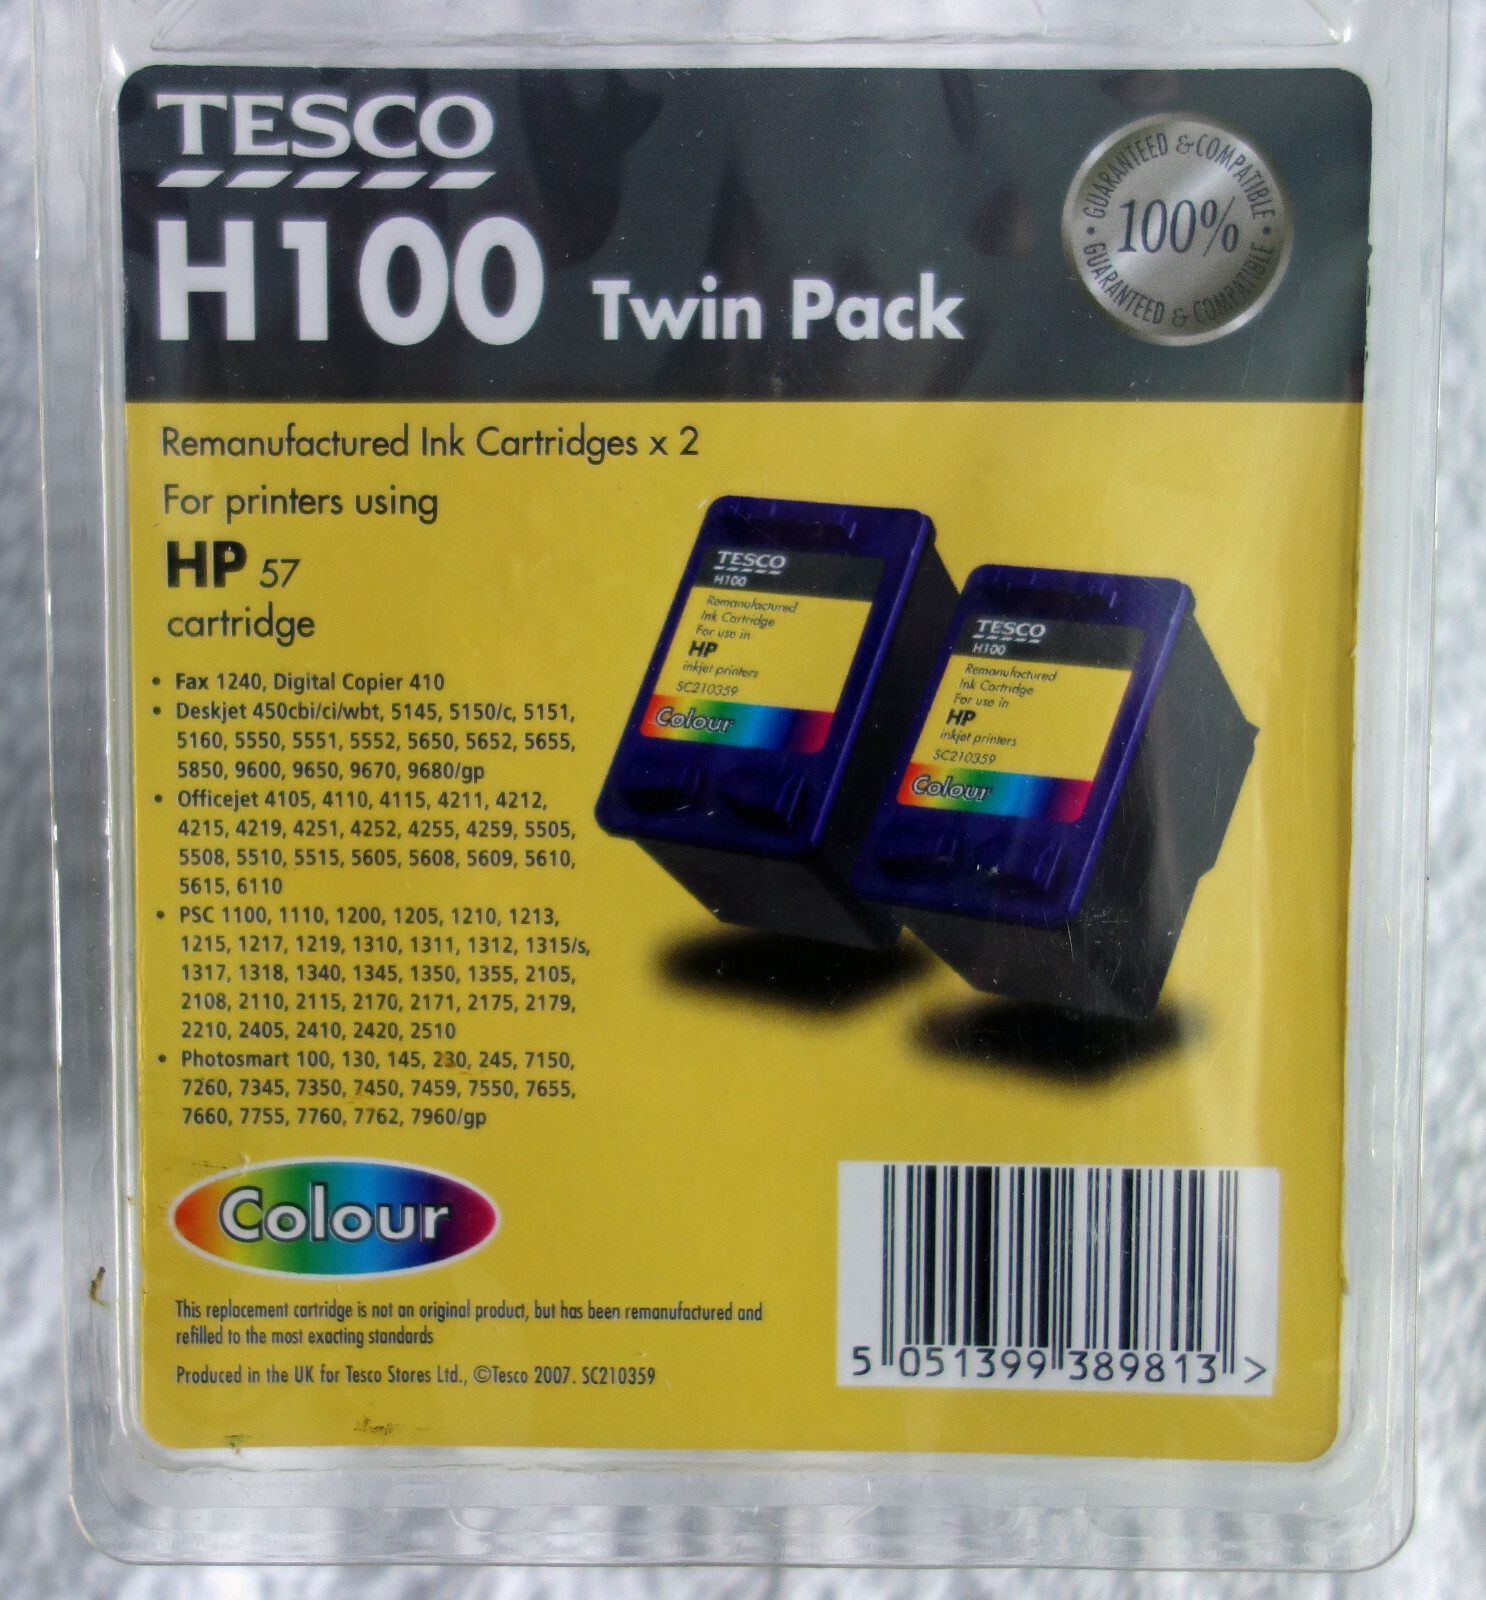 TESCO
H100 Twin Pack
GUARANTEED & COMPATIBLE
100%
GUARANTEED & COMPATIBLE
Remanufactured Ink Cartridges x 2
For printers using
HP 57
cartridge
• Fax 1240, Digital Copier 410
• Deskjet 450cbi/ci/wbt, 5145, 5150/c, 5151,
5160, 5550, 5551, 5552, 5650, 5652, 5655,
5850, 9600, 9650, 9670, 9680/gp
• Officejet 4105, 4110, 4115, 4211, 4212,
4215, 4219, 4251, 4252, 4255, 4259, 5505,
5508, 5510, 5515, 5605, 5608, 5609, 5610,
5615, 6110
• PSC 1100, 1110, 1200, 1205, 1210, 1213,
1215, 1217, 1219, 1310, 1311, 1312, 1315/s,
1317, 1318, 1340, 1345, 1350, 1355, 2105,
2108, 2110, 2115, 2170, 2171, 2175, 2179,
2210, 2405, 2410, 2420, 2510
• Photosmart 100, 130, 145, 230, 245, 7150,
7260, 7345, 7350, 7450, 7459, 7550, 7655,
7660, 7755, 7760, 7762, 7960/gp
TESCO
H100
Remanufactured
Ink Cartridge
For use in
HP
inkjet printers
SC210359
Colour
TESCO
H100
Remanufactured
Ink Cartridge
For use in
HP
inkjet printers
SC210359
Colour
Colour
This replacement cartridge is not an original product, but has been remanufactured and
refilled to the most exacting standards
Produced in the UK for Tesco Stores Ltd., ©Tesco 2007. SC210359
5 051399 389813 >